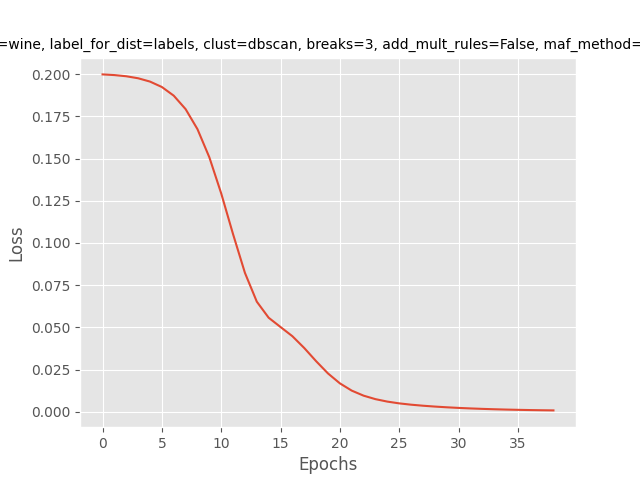 =wine, label_for_dist=labels, clust=dbscan, breaks=3, add_mult_rules=False, maf_method=
0.200
0.175
0.150
0.125
0.100
0.075
0.050
0.025
0.000
Loss
0 5 10 15 20 25 30 35
Epochs